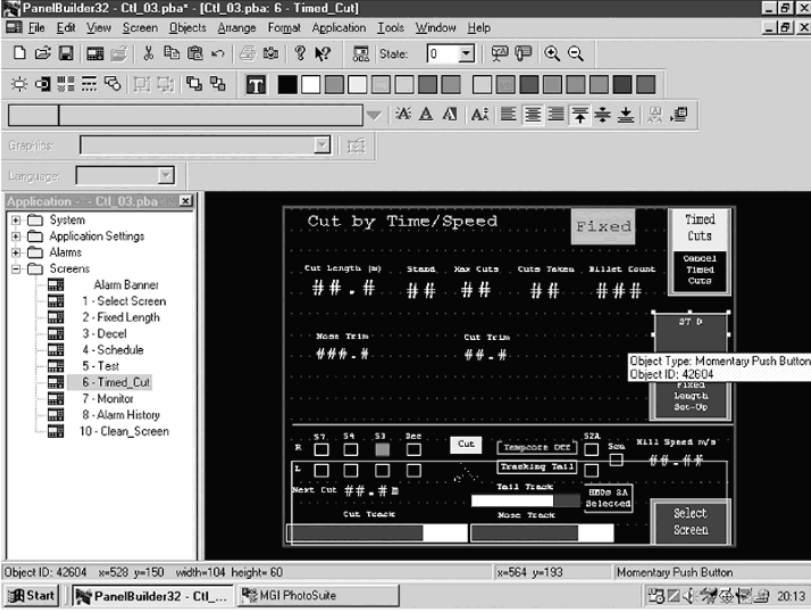 PanelBuilder32 - Ctl_03.pba* - [Ctl_03.pba: 6 - Timed_Cut]
File Edit View Screen Objects Arrange Format Application Tools Window Help
State: 0
Graphics:
Language:
Application - - Ctl_03.pba
System
Application Settings
Alarms
Screens
Alarm Banner
1 - Select Screen
2 - Fixed Length
3 - Decel
4 - Schedule
5 - Test
6 - Timed_Cut
7 - Monitor
8 - Alarm History
10 - Clean_Screen
Cut by Time/Speed
Fixed
Timed
Cuts
Cancel
Timed
Cuts
Cut Length (m) Stand Max Cuts Cuts Taken Billet Count
##.# ## ## ## ###
Nose Trim Cut Trim
###.# ##.#
Object Type: Momentary Push Button
Object ID: 42604
Fixed
Length
Set-Up
S7 S4 S3 Dec Cut Tempcore Off S2A Mill Speed m/s
R
##.##
L Tracking Tail
Next Cut ##.# m Tail Track
HMDs 2A
Selected
Cut Track Nose Track
Select
Screen
Object ID: 42604 x=528 y=150 width=104 height= 60 x=564 y=193 Momentary Push Button
Start PanelBuilder32 - Ctl_... MGI PhotoSuite 20:13